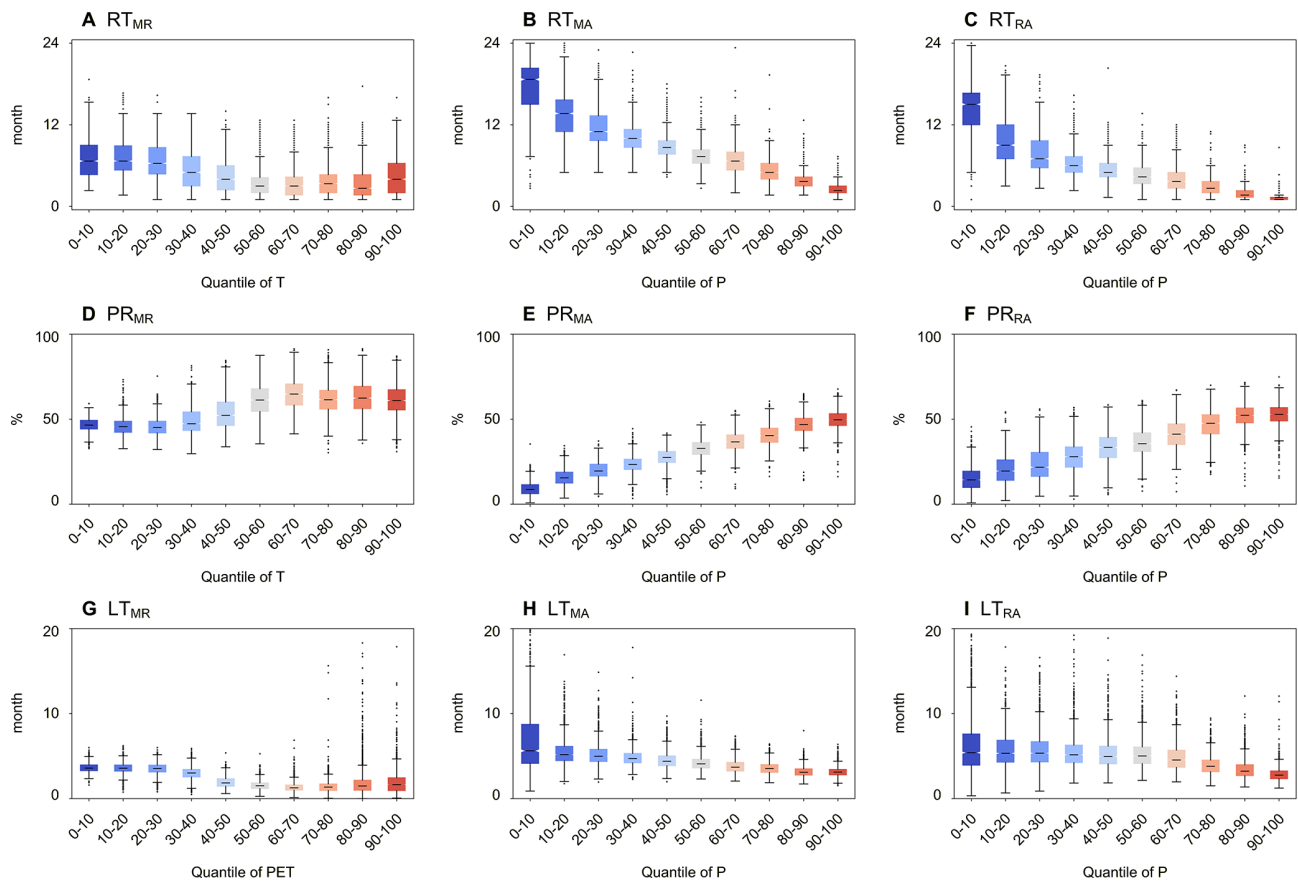 A RT_MR
B RT_MA
C RT_RA
24
12
0
month
0-10 10-20 20-30 30-40 40-50 50-60 60-70 70-80 80-90 90-100
Quantile of T
24
12
0
month
0-10 10-20 20-30 30-40 40-50 50-60 60-70 70-80 80-90 90-100
Quantile of P
24
12
0
month
0-10 10-20 20-30 30-40 40-50 50-60 60-70 70-80 80-90 90-100
Quantile of P
D PR_MR
E PR_MA
F PR_RA
100
50
0
%
0-10 10-20 20-30 30-40 40-50 50-60 60-70 70-80 80-90 90-100
Quantile of T
100
50
0
%
0-10 10-20 20-30 30-40 40-50 50-60 60-70 70-80 80-90 90-100
Quantile of P
100
50
0
%
0-10 10-20 20-30 30-40 40-50 50-60 60-70 70-80 80-90 90-100
Quantile of P
G LT_MR
H LT_MA
I LT_RA
20
10
0
month
0-10 10-20 20-30 30-40 40-50 50-60 60-70 70-80 80-90 90-100
Quantile of PET
20
10
0
month
0-10 10-20 20-30 30-40 40-50 50-60 60-70 70-80 80-90 90-100
Quantile of P
20
10
0
month
0-10 10-20 20-30 30-40 40-50 50-60 60-70 70-80 80-90 90-100
Quantile of P